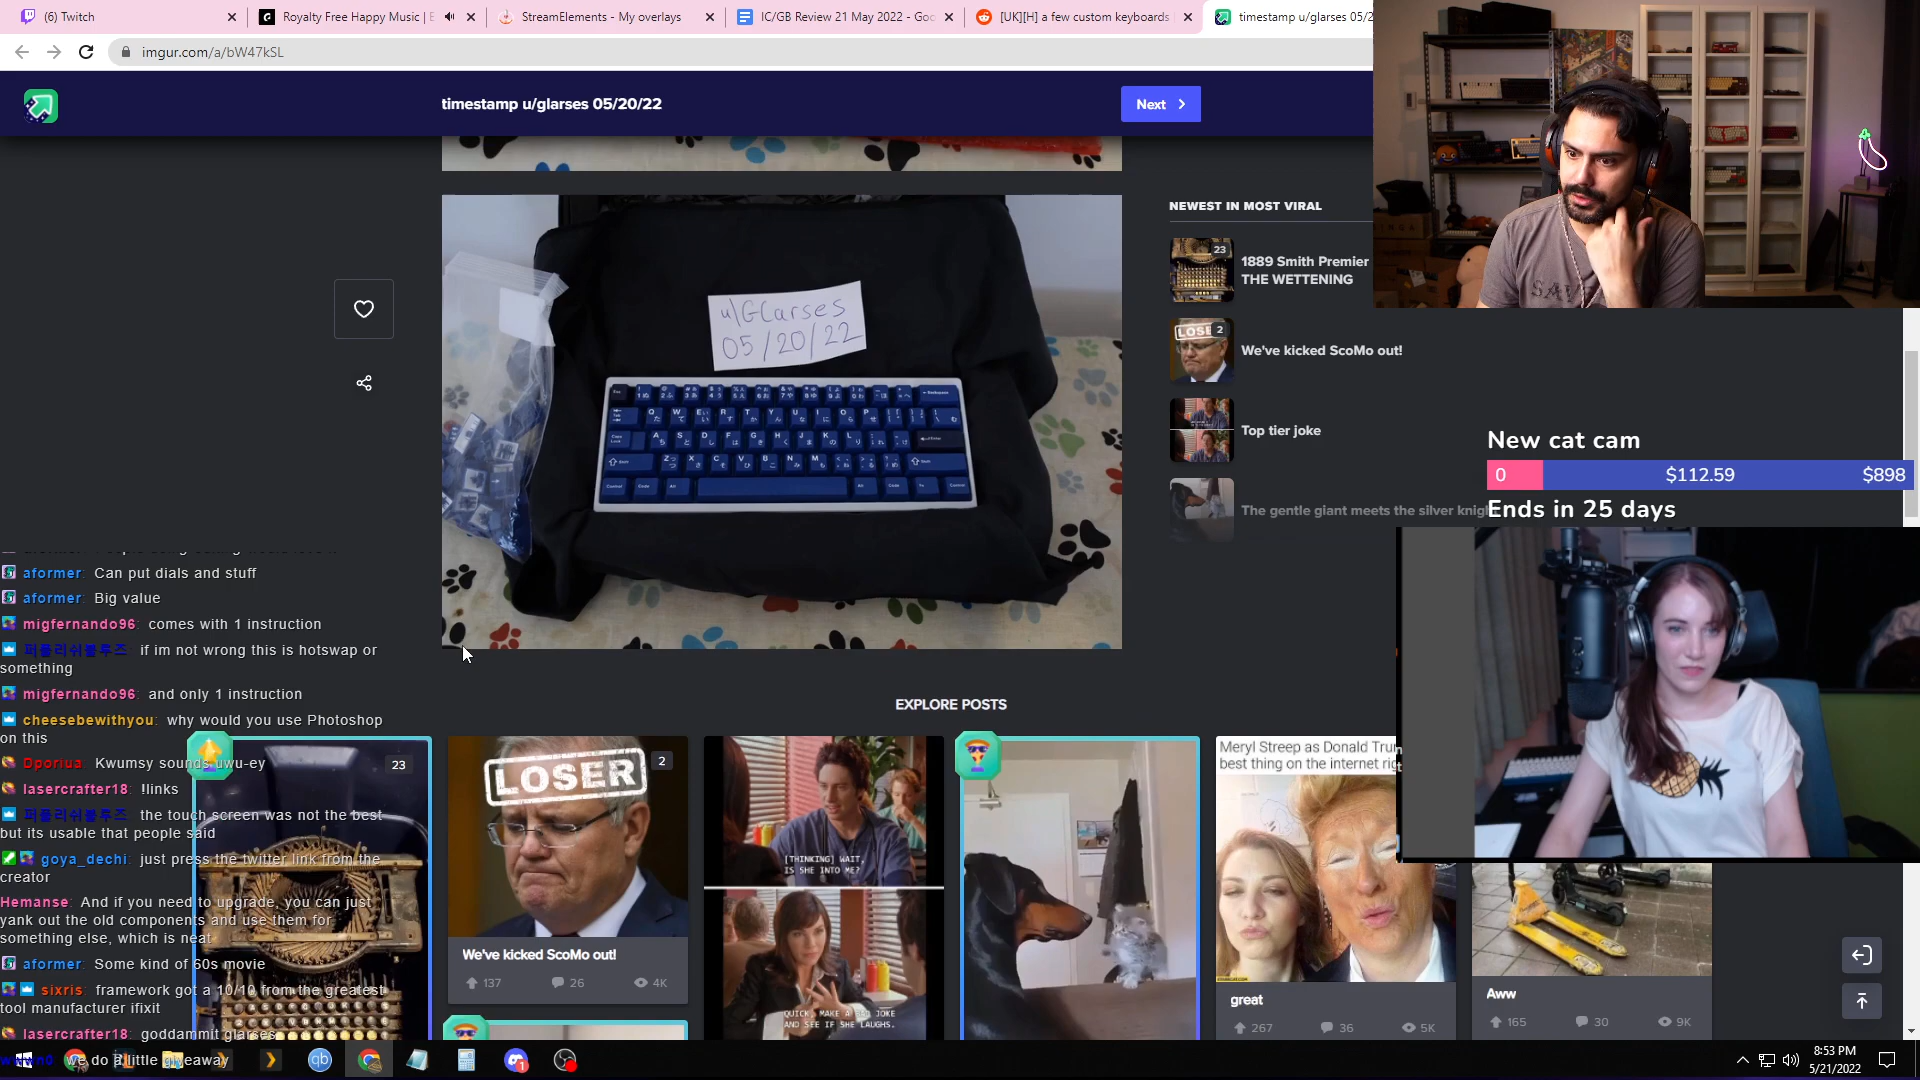 (6) Twitch
Royalty Free Happy Music | E
StreamElements - My overlays
IC/GB Review 21 May 2022 - Goo
[UK][H] a few custom keyboards
timestamp u/glarses 05/2
imgur.com/a/bW47kSL
timestamp u/glarses 05/20/22
Next
u\Glarses
05/20/22
NEWEST IN MOST VIRAL
23
1889 Smith Premier
THE WETTENING
LOSER
2
We've kicked ScoMo out!
Top tier joke
The gentle giant meets the silver knig
New cat cam
0
$112.59
$898
Ends in 25 days
aformer: Can put dials and stuff
aformer: Big value
migfernando96: comes with 1 instruction
퍼플리쉬블루즈: if im not wrong this is hotswap or
something
migfernando96: and only 1 instruction
cheesebewithyou: why would you use Photoshop
on this
Dporiua: Kwumsy sounds uwu-ey
lasercrafter18: !links
퍼플리쉬블루즈: the touch screen was not the best
but its usable that people said
goya_dechi: just press the twitter link from the
creator
Hemanse: And if you need to upgrade, you can just
yank out the old components and use them for
something else, which is neat
aformer: Some kind of 60s movie
sixris: framework got a 10/10 from the greatest
tool manufacturer ifixit
lasercrafter18: goddammit glarses
we do a little giveaway
EXPLORE POSTS
23
LOSER
2
We've kicked ScoMo out!
137
26
4K
[THINKING] WAIT,
IS SHE INTO ME?
QUICK, MAKE A BAD JOKE
AND SEE IF SHE LAUGHS.
Meryl Streep as Donald Trun
best thing on the internet rig
great
267
36
5K
Aww
165
30
9K
8:53 PM
5/21/2022